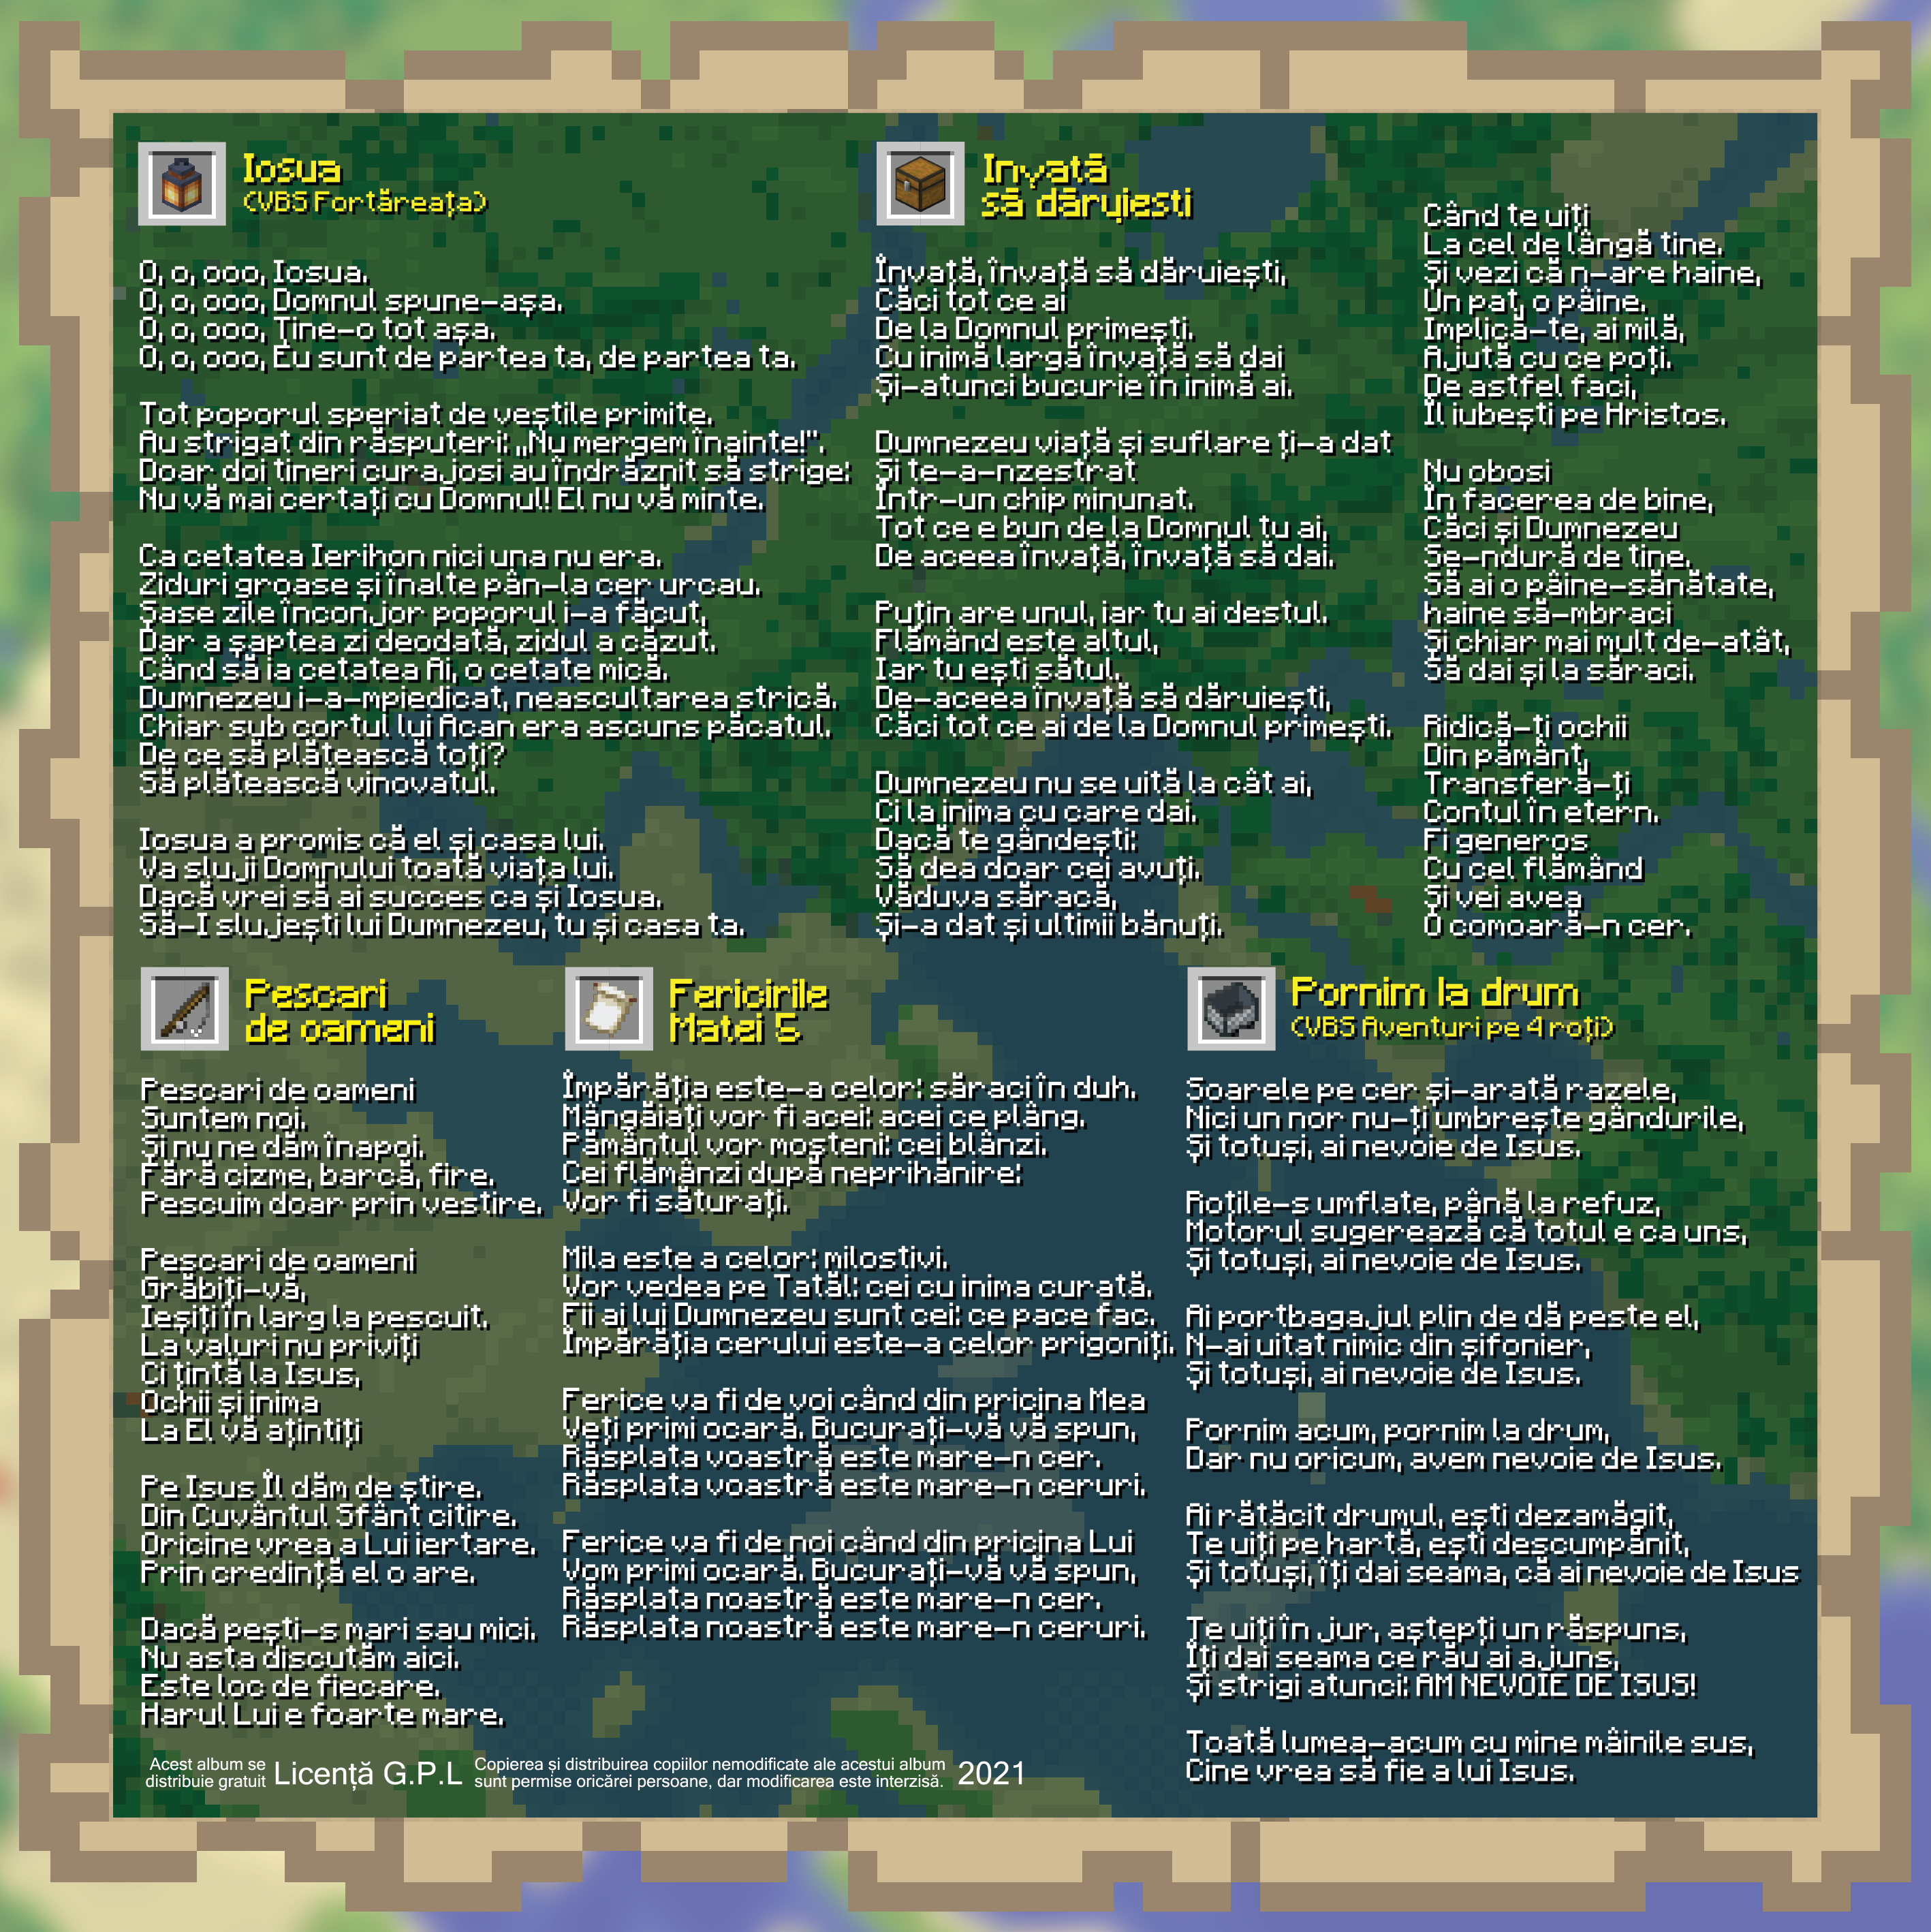 Iosua
(VBS Fortăreața)
O, o, ooo, Iosua.
O, o, ooo, Domnul spune-așa.
O, o, ooo, Ține-o tot așa.
O, o, ooo, Eu sunt de partea ta, de partea ta.
Tot poporul speriat de veștile primite.
Au strigat din răsputeri: „Nu mergem înainte!".
Doar doi tineri curajosi au îndrăznit să strige:
Nu vă mai certați cu Domnul! El nu vă minte.
Ca cetatea Ierihon nici una nu era.
Ziduri groase și înalte pân-la cer urcau.
Șase zile înconjor poporul i-a făcut,
Dar a șaptea zi deodată, zidul a căzut.
Când să ia cetatea Ai, o cetate mică.
Dumnezeu i-a-mpiedicat, neascultarea strică.
Chiar sub cortul lui Acan era ascuns păcatul.
De ce să plătească toți?
Să plătească vinovatul.
Iosua a promis că el și casa lui.
Va sluji Domnului toată viața lui.
Dacă vrei să ai succes ca și Iosua.
Să-I slujești lui Dumnezeu, tu și casa ta.
Invată
să dăruiesti
Învață, învață să dăruiești,
Căci tot ce ai
De la Domnul primești.
Cu inimă largă învață să dai
Și-atunci bucurie în inimă ai.
Dumnezeu viață și suflare ți-a dat
Și te-a-nzestrat
Într-un chip minunat.
Tot ce e bun de la Domnul tu ai,
De aceea învață, învață să dai.
Puțin are unul, iar tu ai destul.
Flămând este altul,
Iar tu ești sătul.
De-aceea învață să dăruiești,
Căci tot ce ai de la Domnul primești.
Dumnezeu nu se uită la cât ai,
Ci la inima cu care dai.
Dacă te gândești:
Să dea doar cei avuți.
Văduva săracă,
Și-a dat și ultimii bănuți.
Când te uiți
La cel de lângă tine.
Și vezi că n-are haine,
Un pat, o pâine.
Implică-te, ai milă,
Ajută cu ce poți.
De astfel faci,
Îl iubești pe Hristos.
Nu obosi
În facerea de bine,
Căci și Dumnezeu
Se-ndură de tine.
Să ai o pâine-sănătate,
haine să-mbraci
Și chiar mai mult de-atât,
Să dai și la săraci.
Ridică-ți ochii
Din pământ,
Transferă-ți
Contul în etern.
Fi generos
Cu cel flămând
Și vei avea
O comoară-n cer.
Pescari
de oameni
Pescari de oameni
Suntem noi.
Și nu ne dăm înapoi.
Fără cizme, barcă, fire.
Pescuim doar prin vestire.
Pescari de oameni
Grăbiți-vă,
Ieșiți în larg la pescuit.
La valuri nu priviți
Ci țintă la Isus,
Ochii și inima
La El vă ațintiți
Pe Isus Îl dăm de știre.
Din Cuvântul Sfânt citire.
Oricine vrea a Lui iertare.
Prin credință el o are.
Dacă pești-s mari sau mici.
Nu asta discutăm aici.
Este loc de fiecare.
Harul Lui e foarte mare.
Fericirile
Matei 5
Împărăția este-a celor: săraci în duh.
Mângâiați vor fi acei: acei ce plâng.
Pământul vor moșteni: cei blânzi.
Cei flămânzi după neprihănire:
Vor fi săturați.
Mila este a celor: milostivi.
Vor vedea pe Tatăl: cei cu inima curată.
Fii ai lui Dumnezeu sunt cei: ce pace fac.
Împărăția cerului este-a celor prigoniți.
Ferice va fi de voi când din pricina Mea
Veți primi ocară. Bucurați-vă vă spun,
Răsplata voastră este mare-n cer.
Răsplata voastră este mare-n ceruri.
Ferice va fi de noi când din pricina Lui
Vom primi ocară. Bucurați-vă vă spun,
Răsplata noastră este mare-n cer.
Răsplata noastră este mare-n ceruri.
Pornim la drum
(VBS Aventuri pe 4 roți)
Soarele pe cer și-arată razele,
Nici un nor nu-ți umbrește gândurile,
Și totuși, ai nevoie de Isus.
Roțile-s umflate, până la refuz,
Motorul sugerează că totul e ca uns,
Și totuși, ai nevoie de Isus.
Ai portbagajul plin de dă peste el,
N-ai uitat nimic din șifonier,
Și totuși, ai nevoie de Isus.
Pornim acum, pornim la drum,
Dar nu oricum, avem nevoie de Isus.
Ai rătăcit drumul, ești dezamăgit,
Te uiți pe hartă, ești descumpănit,
Și totuși, îți dai seama, că ai nevoie de Isus
Te uiți în jur, aștepți un răspuns,
Îți dai seama ce rău ai ajuns,
Și strigi atunci: AM NEVOIE DE ISUS!
Toată lumea-acum cu mine mâinile sus,
Cine vrea să fie a lui Isus.
Acest album se
distribuie gratuit
Licență G.P.L
Copierea și distribuirea copiilor nemodificate ale acestui album
sunt permise oricărei persoane, dar modificarea este interzisă.
2021